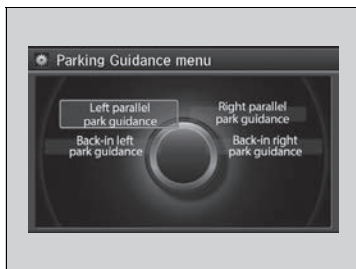 Parking Guidance menu
Left parallel
park guidance
Right parallel
park guidance
Back-in left
park guidance
Back-in right
park guidance